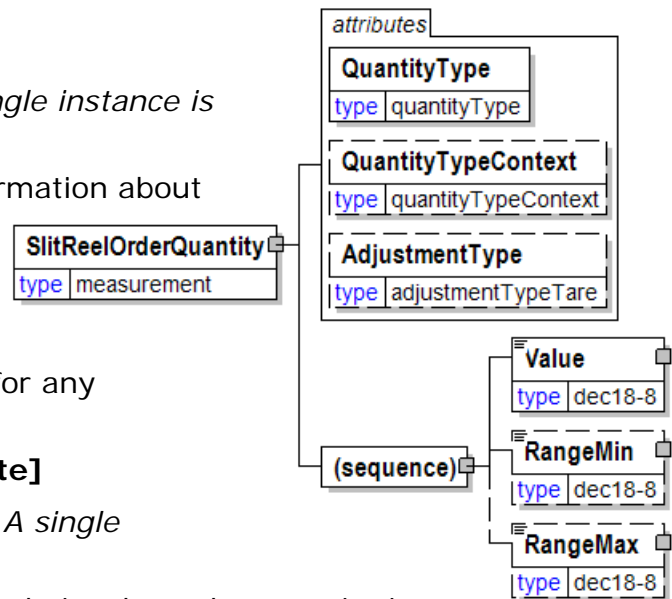 attributes
QuantityType
type quantityType
ngle instance is
QuantityTypeContext
rmation about
type quantityTypeContext
SlitReelOrderQuantity
type measurement
AdjustmentType
type adjustmentTypeTare
Value
for any
type dec18-8
te]
(sequence)
RangeMin
type dec18-8
A single
RangeMax
type dec18-8